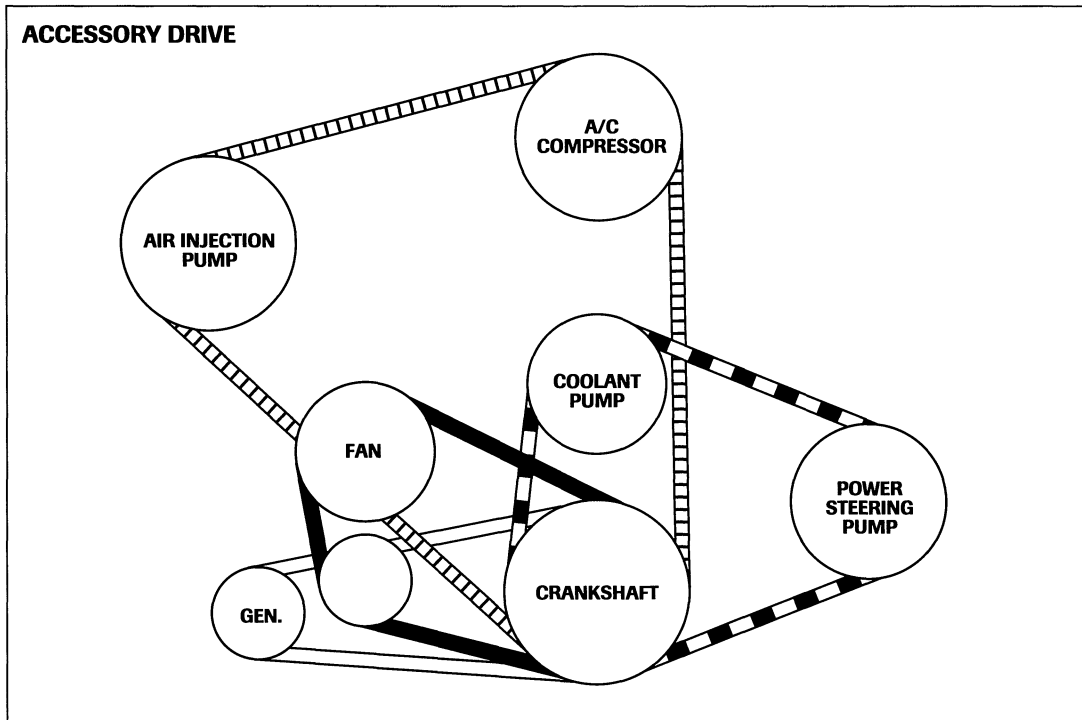 ACCESSORY DRIVE
A/C
COMPRESSOR
AIR INJECTION
PUMP
COOLANT
PUMP
FAN
POWER
STEERING
PUMP
CRANKSHAFT
GEN.